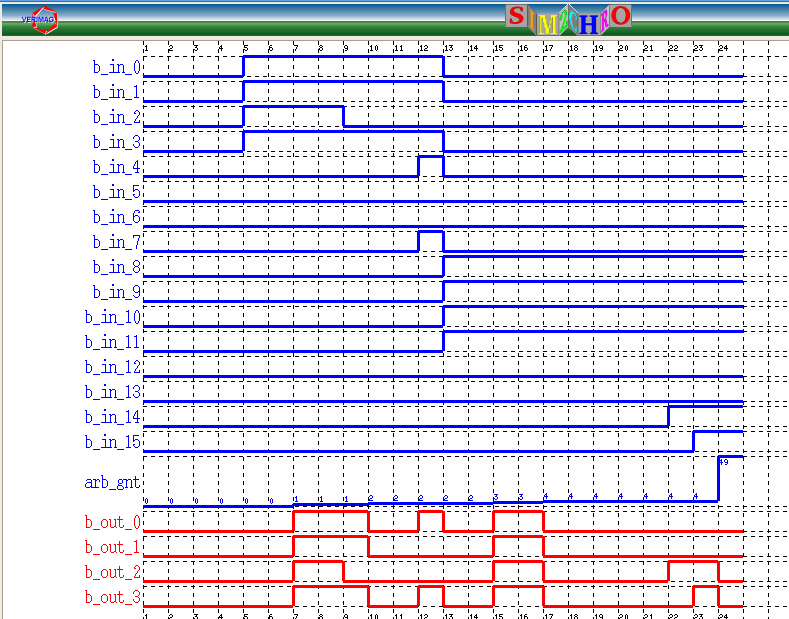 VERIMAG
SIM2CHRO
1 2 3 4 5 6 7 8 9 10 11 12 13 14 15 16 17 18 19 20 21 22 23 24
b_in_0
b_in_1
b_in_2
b_in_3
b_in_4
b_in_5
b_in_6
b_in_7
b_in_8
b_in_9
b_in_10
b_in_11
b_in_12
b_in_13
b_in_14
b_in_15
49
arb_gnt
0 0 0 0 0 0 1 1 1 2 2 2 2 2 3 3 4 4 4 4 4 4 4
b_out_0
b_out_1
b_out_2
b_out_3
1 2 3 4 5 6 7 8 9 10 11 12 13 14 15 16 17 18 19 20 21 22 23 24